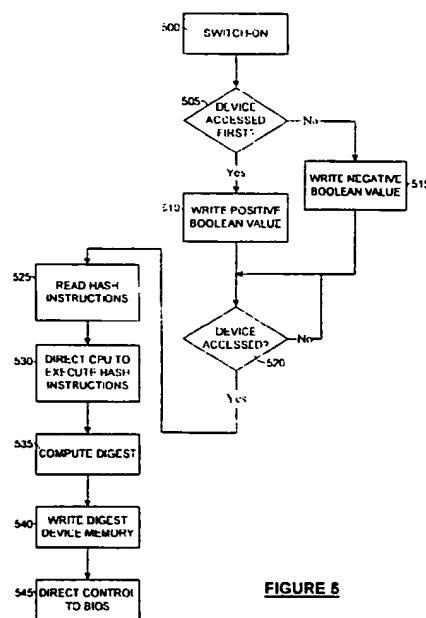 500
SWITCH-ON
505
DEVICE
ACCESSED
FIRST?
No
Yes
510
WRITE POSITIVE
BOOLEAN VALUE
WRITE NEGATIVE
BOOLEAN VALUE
515
525
READ HASH
INSTRUCTIONS
DEVICE
ACCESSED?
No
520
Yes
530
DIRECT CPU TO
EXECUTE HASH
INSTRUCTIONS
535
COMPUTE DIGEST
540
WRITE DIGEST
DEVICE MEMORY
545
DIRECT CONTROL
TO BIOS
FIGURE 5